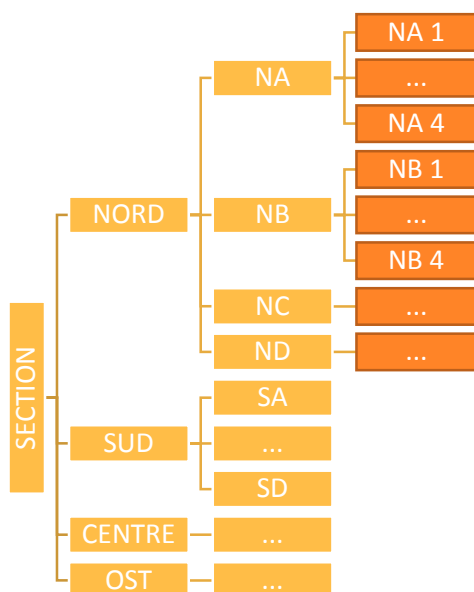 NA 1
NA
...
NA 4
NB 1
NORD
NB
...
NB 4
NC
...
ND
...
SECTION
SA
SUD
...
SD
CENTRE
...
OST
...